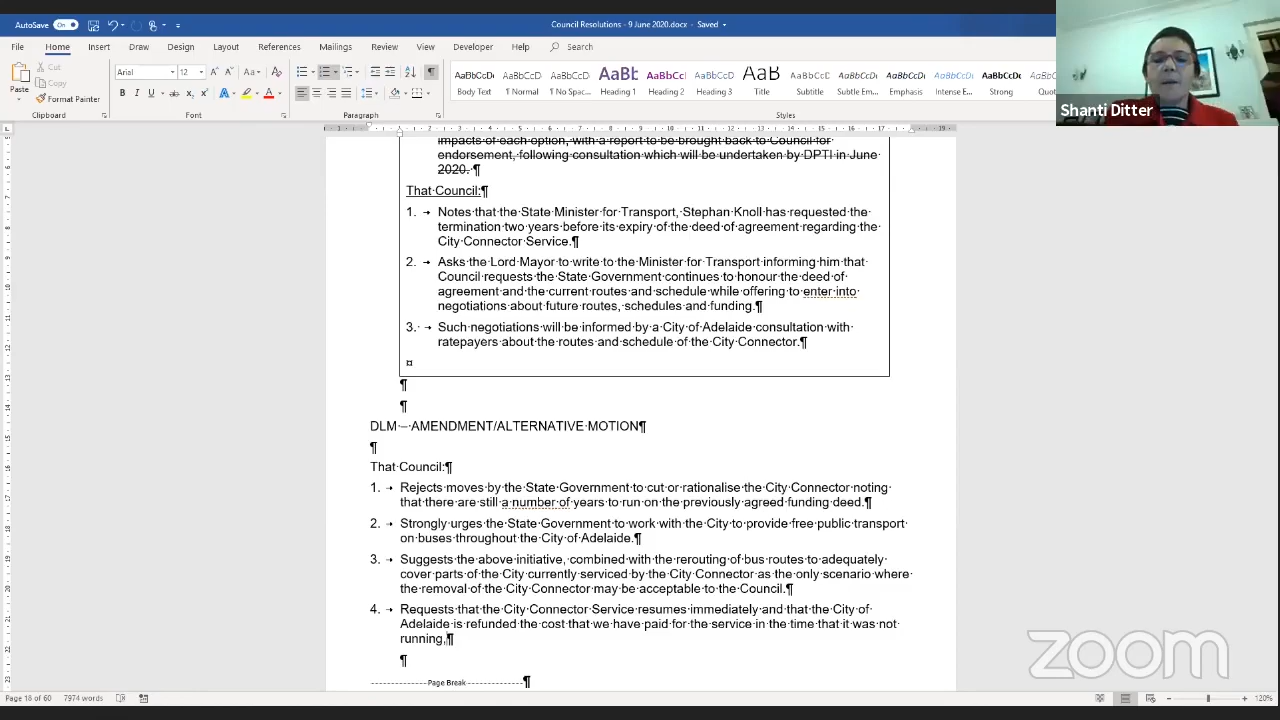 AutoSave On Council Resolutions - 9 June 2020.docx - Saved
File Home Insert Draw Design Layout References Mailings Review View Developer Help Search
Paste Cut Copy Format Painter
Arial 12
AaBbCcDc AaBbCcDc AaBbCcDc AaBb AaBbCc AaBbCcD AaB AaBbCcDc AaBbCcDc AaBbCcDc AaBbCcDc AaBbCcDc
Body Text ¶ Normal ¶ No Spac... Heading 1 Heading 2 Heading 3 Title Subtitle Subtle Em... Emphasis Intense E... Strong Quot
Clipboard Font Paragraph Styles
Shanti Ditter
impacts of each option, with a report to be brought back to Council for
endorsement, following consultation which will be undertaken by DPTI in June
2020. ¶
That Council:¶
1. Notes that the State Minister for Transport, Stephan Knoll has requested the
termination two years before its expiry of the deed of agreement regarding the
City Connector Service.¶
2. Asks the Lord Mayor to write to the Minister for Transport informing him that
Council requests the State Government continues to honour the deed of
agreement and the current routes and schedule while offering to enter into
negotiations about future routes, schedules and funding.¶
3. Such negotiations will be informed by a City of Adelaide consultation with
ratepayers about the routes and schedule of the City Connector.¶
¤
¶
¶
DLM – AMENDMENT/ALTERNATIVE MOTION¶
¶
That Council:¶
1. Rejects moves by the State Government to cut or rationalise the City Connector noting
that there are still a number of years to run on the previously agreed funding deed.¶
2. Strongly urges the State Government to work with the City to provide free public transport
on buses throughout the City of Adelaide.¶
3. Suggests the above initiative, combined with the rerouting of bus routes to adequately
cover parts of the City currently serviced by the City Connector as the only scenario where
the removal of the City Connector may be acceptable to the Council.¶
4. Requests that the City Connector Service resumes immediately and that the City of
Adelaide is refunded the cost that we have paid for the service in the time that it was not
running,¶
¶
Page Break ¶
zoom
Page 18 of 60 7974 words 120%